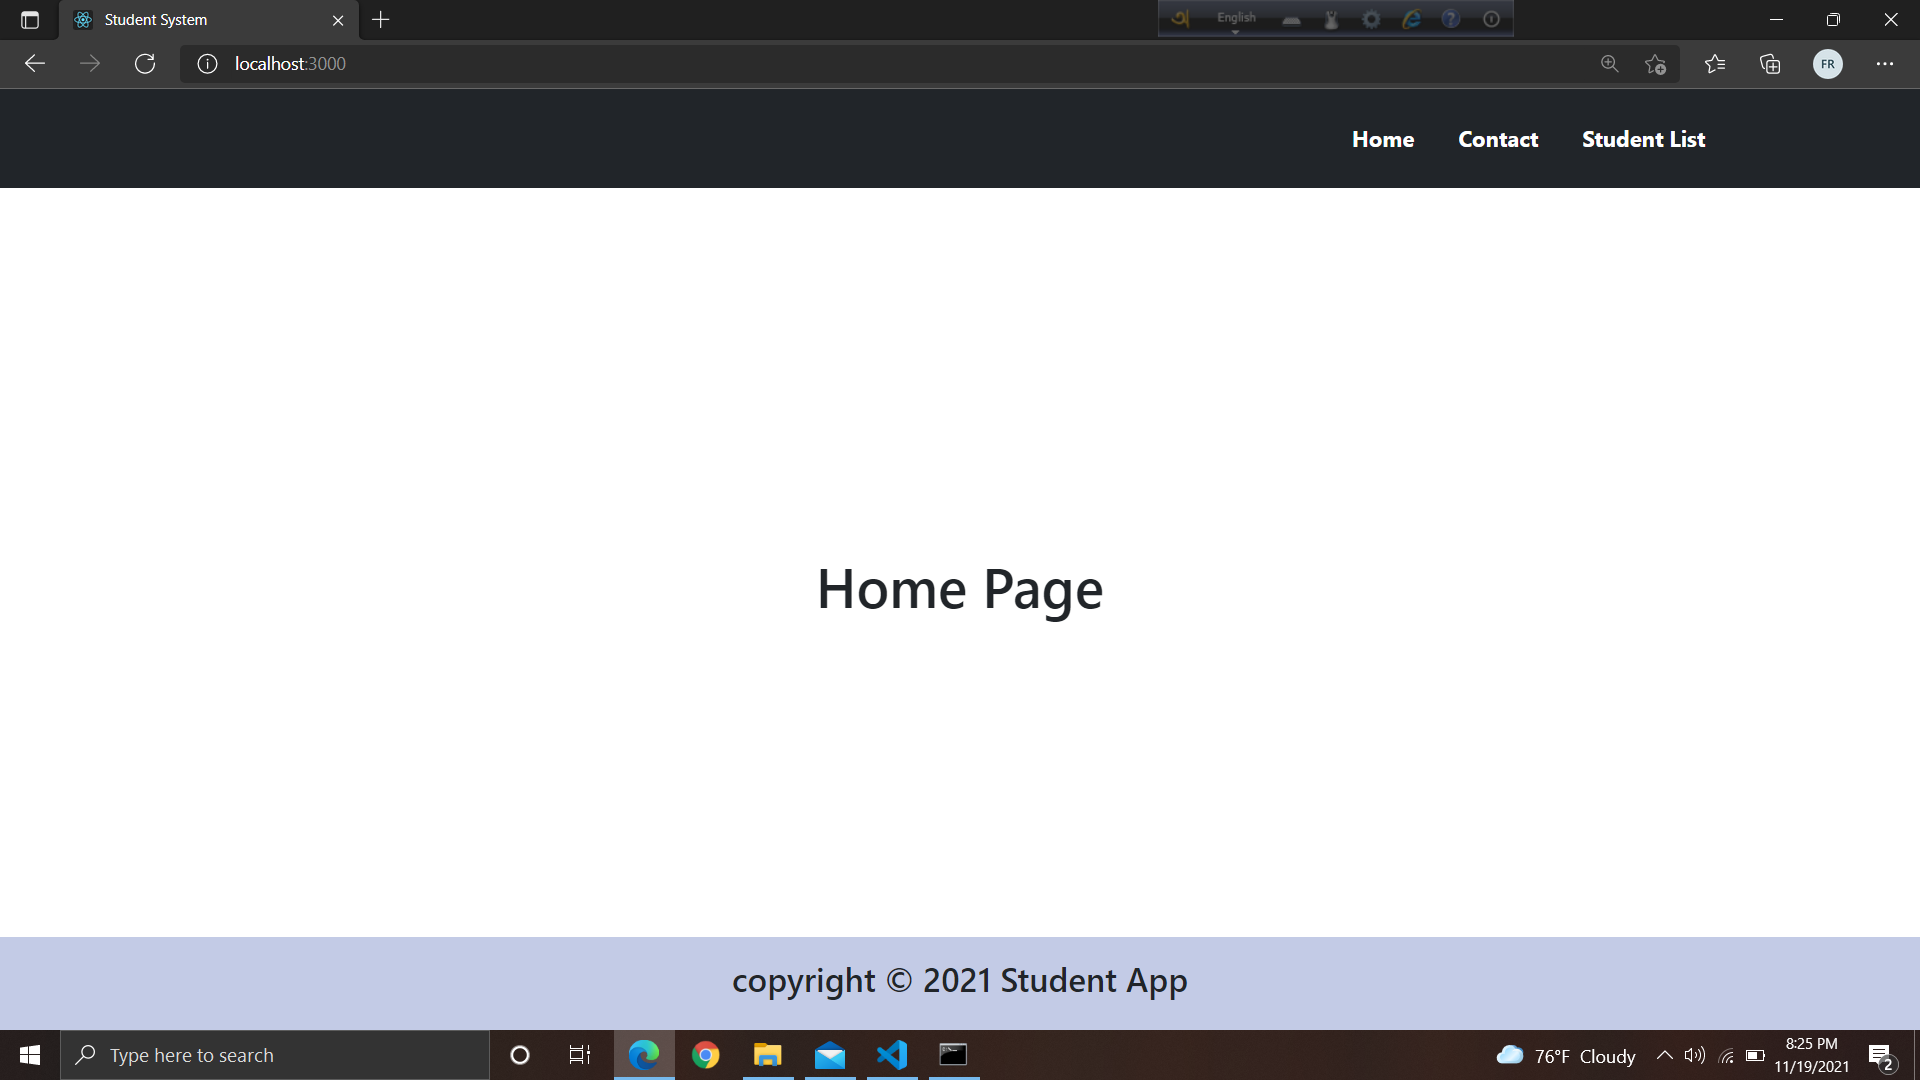 Student System
English
localhost:3000
FR
Home Contact Student List
Home Page
copyright © 2021 Student App
Type here to search
76°F Cloudy
8:25 PM
11/19/2021
2